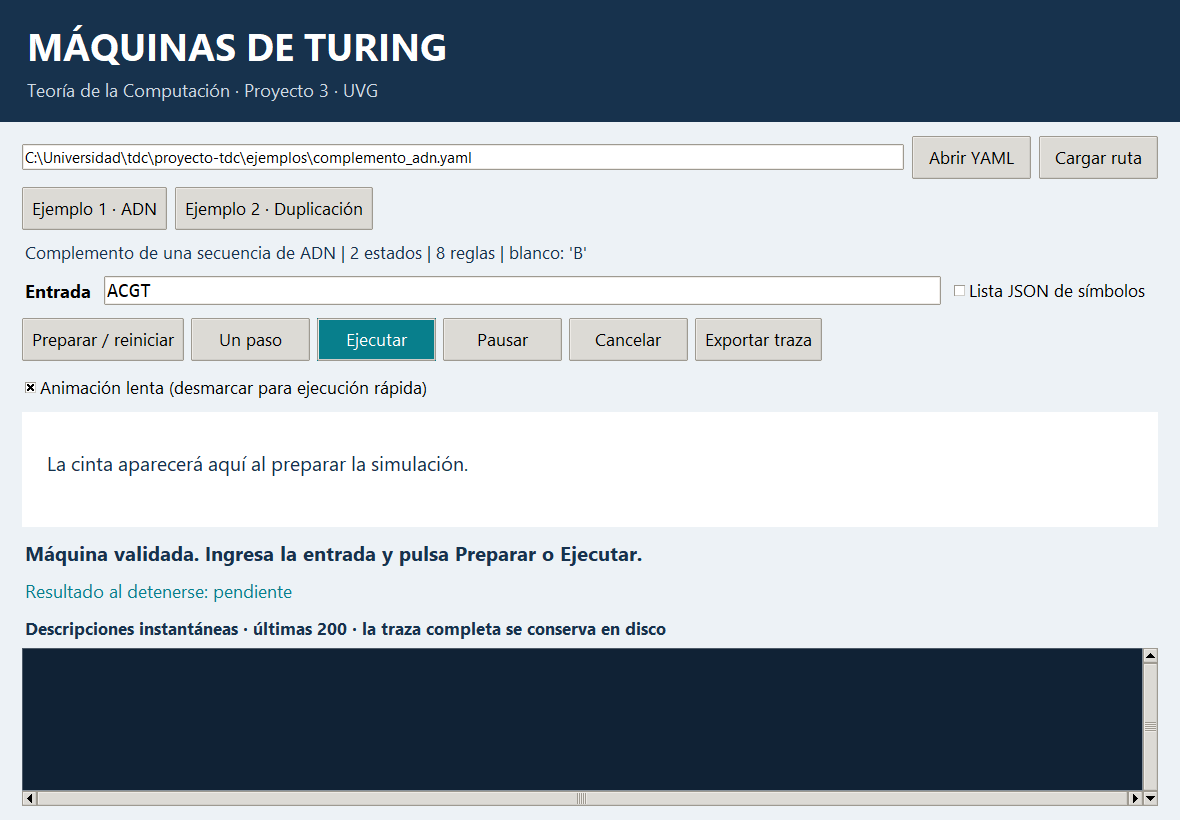 MÁQUINAS DE TURING
Teoría de la Computación · Proyecto 3 · UVG
C:\Universidad\tdc\proyecto-tdc\ejemplos\complemento_adn.yaml
Abrir YAML
Cargar ruta
Ejemplo 1 · ADN
Ejemplo 2 · Duplicación
Complemento de una secuencia de ADN | 2 estados | 8 reglas | blanco: 'B'
Entrada
ACGT
Lista JSON de símbolos
Preparar / reiniciar
Un paso
Ejecutar
Pausar
Cancelar
Exportar traza
Animación lenta (desmarcar para ejecución rápida)
La cinta aparecerá aquí al preparar la simulación.
Máquina validada. Ingresa la entrada y pulsa Preparar o Ejecutar.
Resultado al detenerse: pendiente
Descripciones instantáneas · últimas 200 · la traza completa se conserva en disco